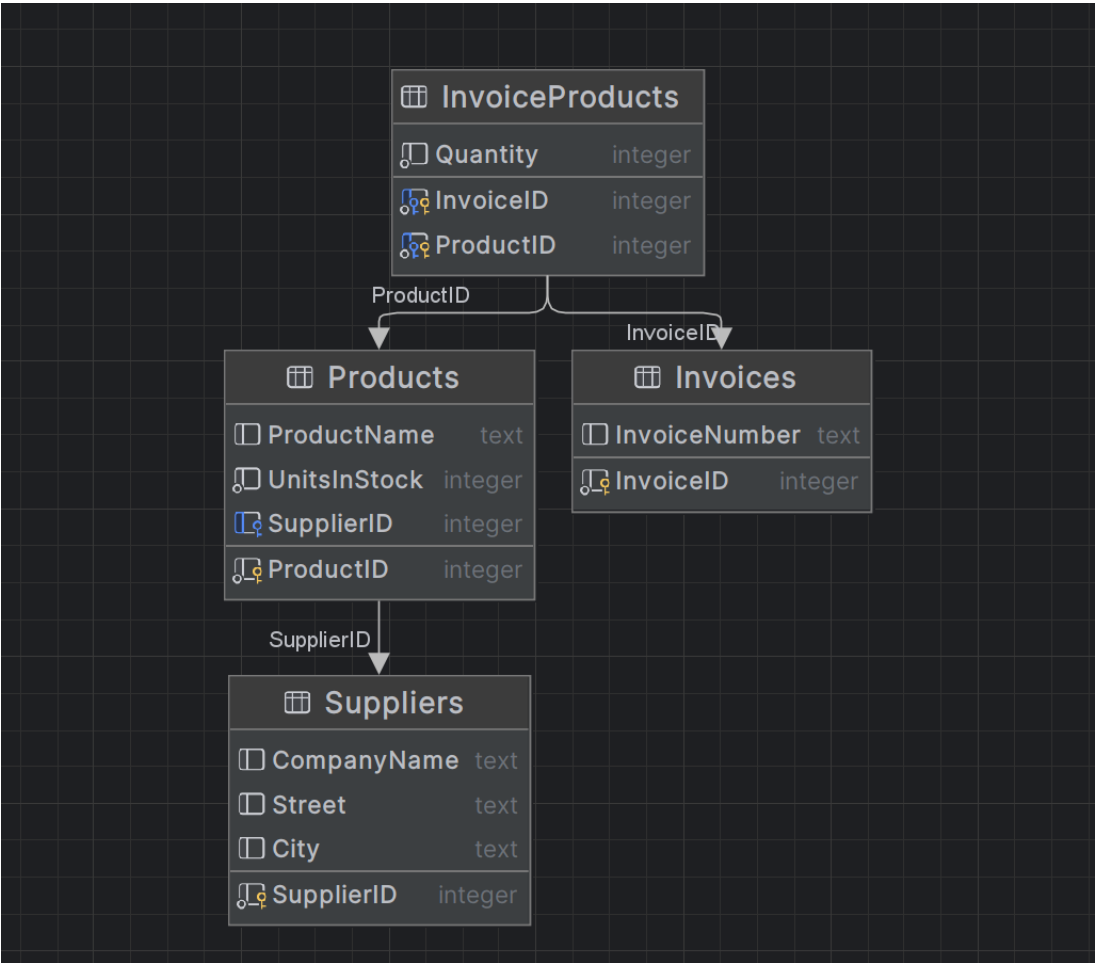 InvoiceProducts
Quantity integer
InvoiceID integer
ProductID integer
ProductID
InvoiceID
Products
ProductName text
UnitsInStock integer
SupplierID integer
ProductID integer
Invoices
InvoiceNumber text
InvoiceID integer
SupplierID
Suppliers
CompanyName text
Street text
City text
SupplierID integer